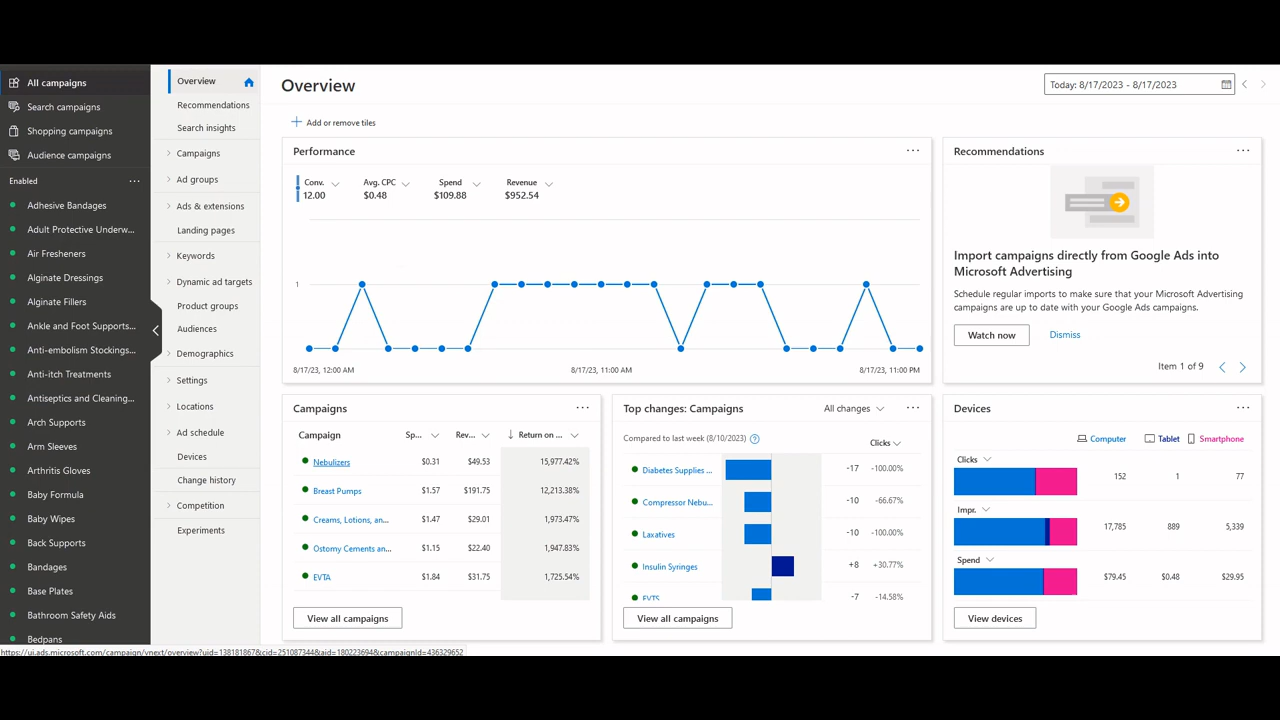 All campaigns
Search campaigns
Shopping campaigns
Audience campaigns
Enabled ...
Adhesive Bandages
Adult Protective Underw...
Air Fresheners
Alginate Dressings
Alginate Fillers
Ankle and Foot Supports...
Anti-embolism Stockings...
Anti-itch Treatments
Antiseptics and Cleaning...
Arch Supports
Arm Sleeves
Arthritis Gloves
Baby Formula
Baby Wipes
Back Supports
Bandages
Base Plates
Bathroom Safety Aids
Bedpans
Overview
Recommendations
Search insights
Campaigns
Ad groups
Ads & extensions
Landing pages
Keywords
Dynamic ad targets
Product groups
Audiences
Demographics
Settings
Locations
Ad schedule
Devices
Change history
Competition
Experiments
Overview
Today: 8/17/2023 - 8/17/2023
Add or remove tiles
Performance ...
Conv. Avg. CPC Spend Revenue
12.00 $0.48 $109.88 $952.54
1
8/17/23, 12:00 AM 8/17/23, 11:00 AM 8/17/23, 11:00 PM
Recommendations ...
Import campaigns directly from Google Ads into
Microsoft Advertising
Schedule regular imports to make sure that your Microsoft Advertising
campaigns are up to date with your Google Ads campaigns.
Watch now Dismiss
Item 1 of 9
Campaigns ...
Campaign Sp... Rev... Return on ...
Nebulizers $0.31 $49.53 15,977.42%
Breast Pumps $1.57 $191.75 12,213.38%
Creams, Lotions, an... $1.47 $29.01 1,973.47%
Ostomy Cements an... $1.15 $22.40 1,947.83%
EVTA $1.84 $31.75 1,725.54%
View all campaigns
Top changes: Campaigns All changes ...
Compared to last week (8/10/2023) ?
Clicks
Diabetes Supplies ... -17 -100.00%
Compressor Nebu... -10 -66.67%
Laxatives -10 -100.00%
Insulin Syringes +8 +30.77%
EVTS -7 -14.58%
View all campaigns
Devices ...
Computer Tablet Smartphone
Clicks
152 1 77
Impr.
17,785 889 5,339
Spend
$79.45 $0.48 $29.95
View devices
https://ui.ads.microsoft.com/campaign/vnext/overview?uid=138181867&cid=251087344&aid=180223694&campaignId=436329652